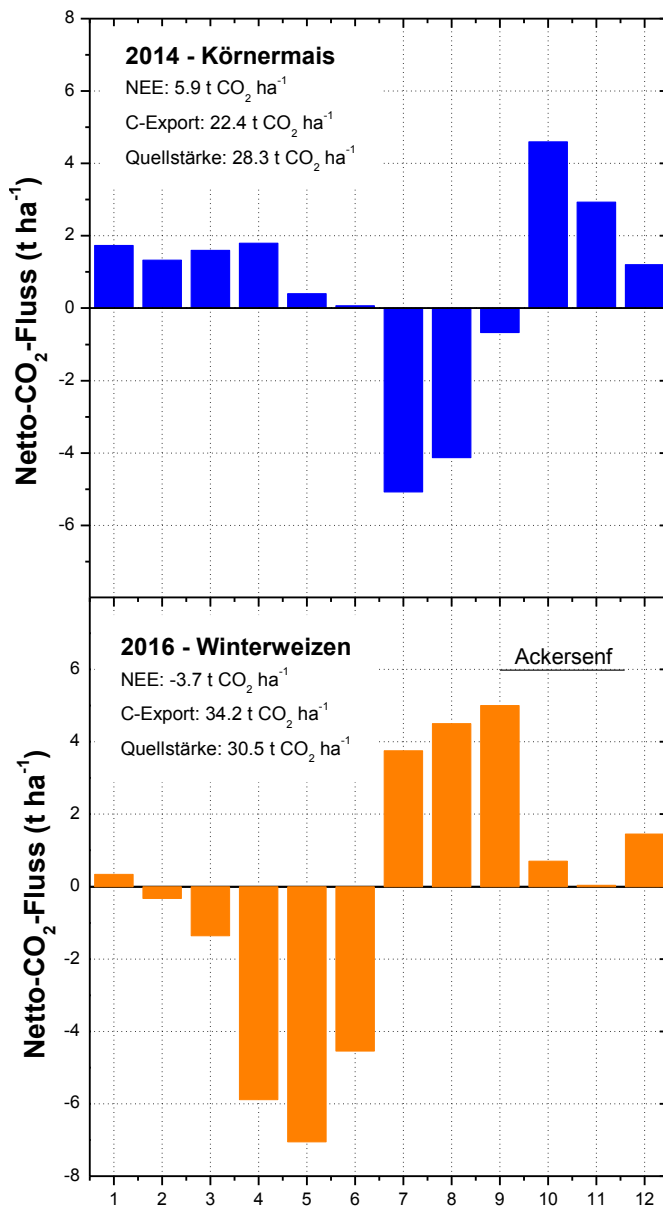 8
6
4
2
0
-2
-4
-6
Netto-CO₂-Fluss (t ha⁻¹)
2014 - Körnermais
NEE: 5.9 t CO₂ ha⁻¹
C-Export: 22.4 t CO₂ ha⁻¹
Quellstärke: 28.3 t CO₂ ha⁻¹
6
4
2
0
-2
-4
-6
-8
Netto-CO₂-Fluss (t ha⁻¹)
2016 - Winterweizen
NEE: -3.7 t CO₂ ha⁻¹
C-Export: 34.2 t CO₂ ha⁻¹
Quellstärke: 30.5 t CO₂ ha⁻¹
Ackersenf
1 2 3 4 5 6 7 8 9 10 11 12